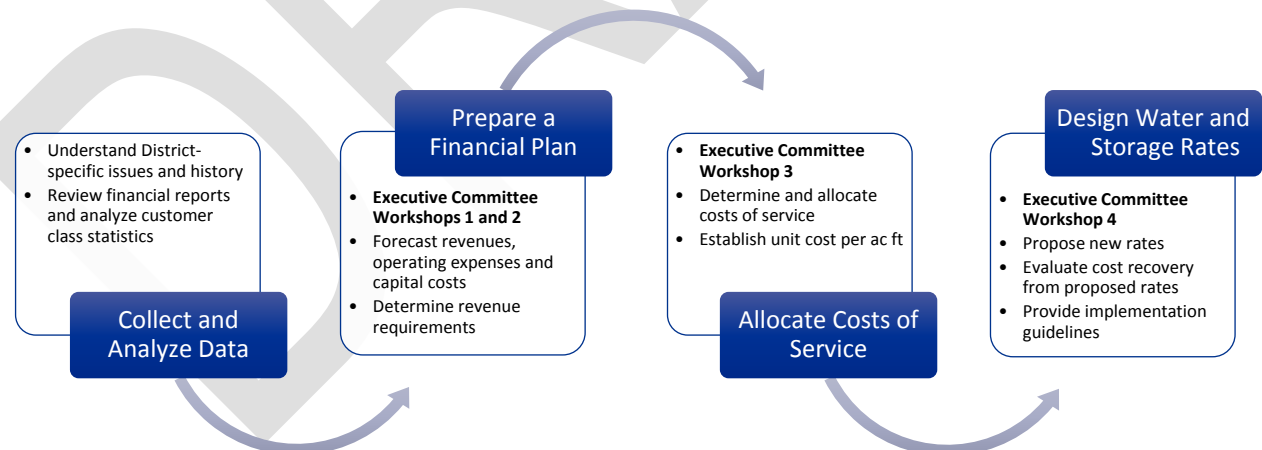 • Understand District-
specific issues and history
• Review financial reports
and analyze customer
class statistics
Collect and
Analyze Data
Prepare a
Financial Plan
• Executive Committee
Workshops 1 and 2
• Forecast revenues,
operating expenses and
capital costs
• Determine revenue
requirements
• Executive Committee
Workshop 3
• Determine and allocate
costs of service
• Establish unit cost per ac ft
Allocate Costs of
Service
Design Water and
Storage Rates
• Executive Committee
Workshop 4
• Propose new rates
• Evaluate cost recovery
from proposed rates
• Provide implementation
guidelines